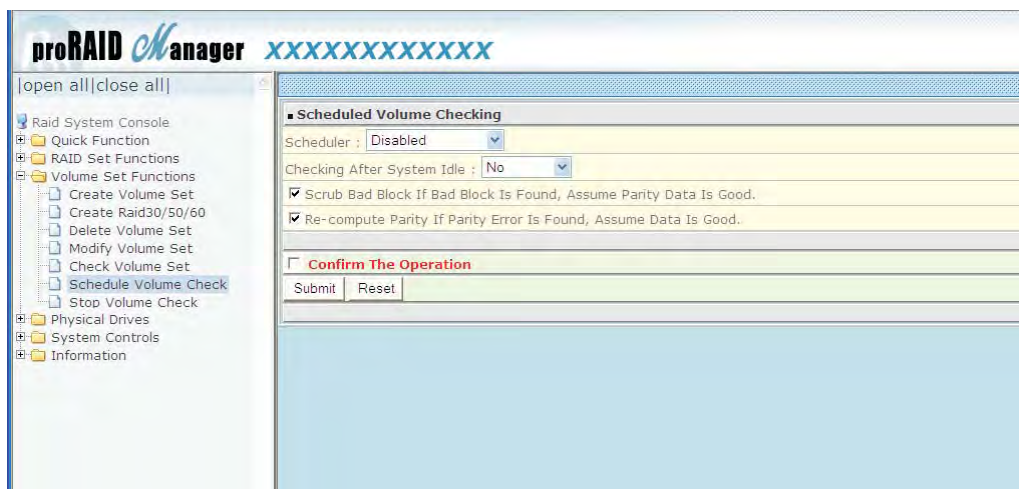 proRAID Manager XXXXXXXXXXXX
|open all|close all|
Raid System Console
Quick Function
RAID Set Functions
Volume Set Functions
Create Volume Set
Create Raid30/50/60
Delete Volume Set
Modify Volume Set
Check Volume Set
Schedule Volume Check
Stop Volume Check
Physical Drives
System Controls
Information
Scheduled Volume Checking
Scheduler : Disabled
Checking After System Idle : No
Scrub Bad Block If Bad Block Is Found, Assume Parity Data Is Good.
Re-compute Parity If Parity Error Is Found, Assume Data Is Good.
Confirm The Operation
Submit Reset